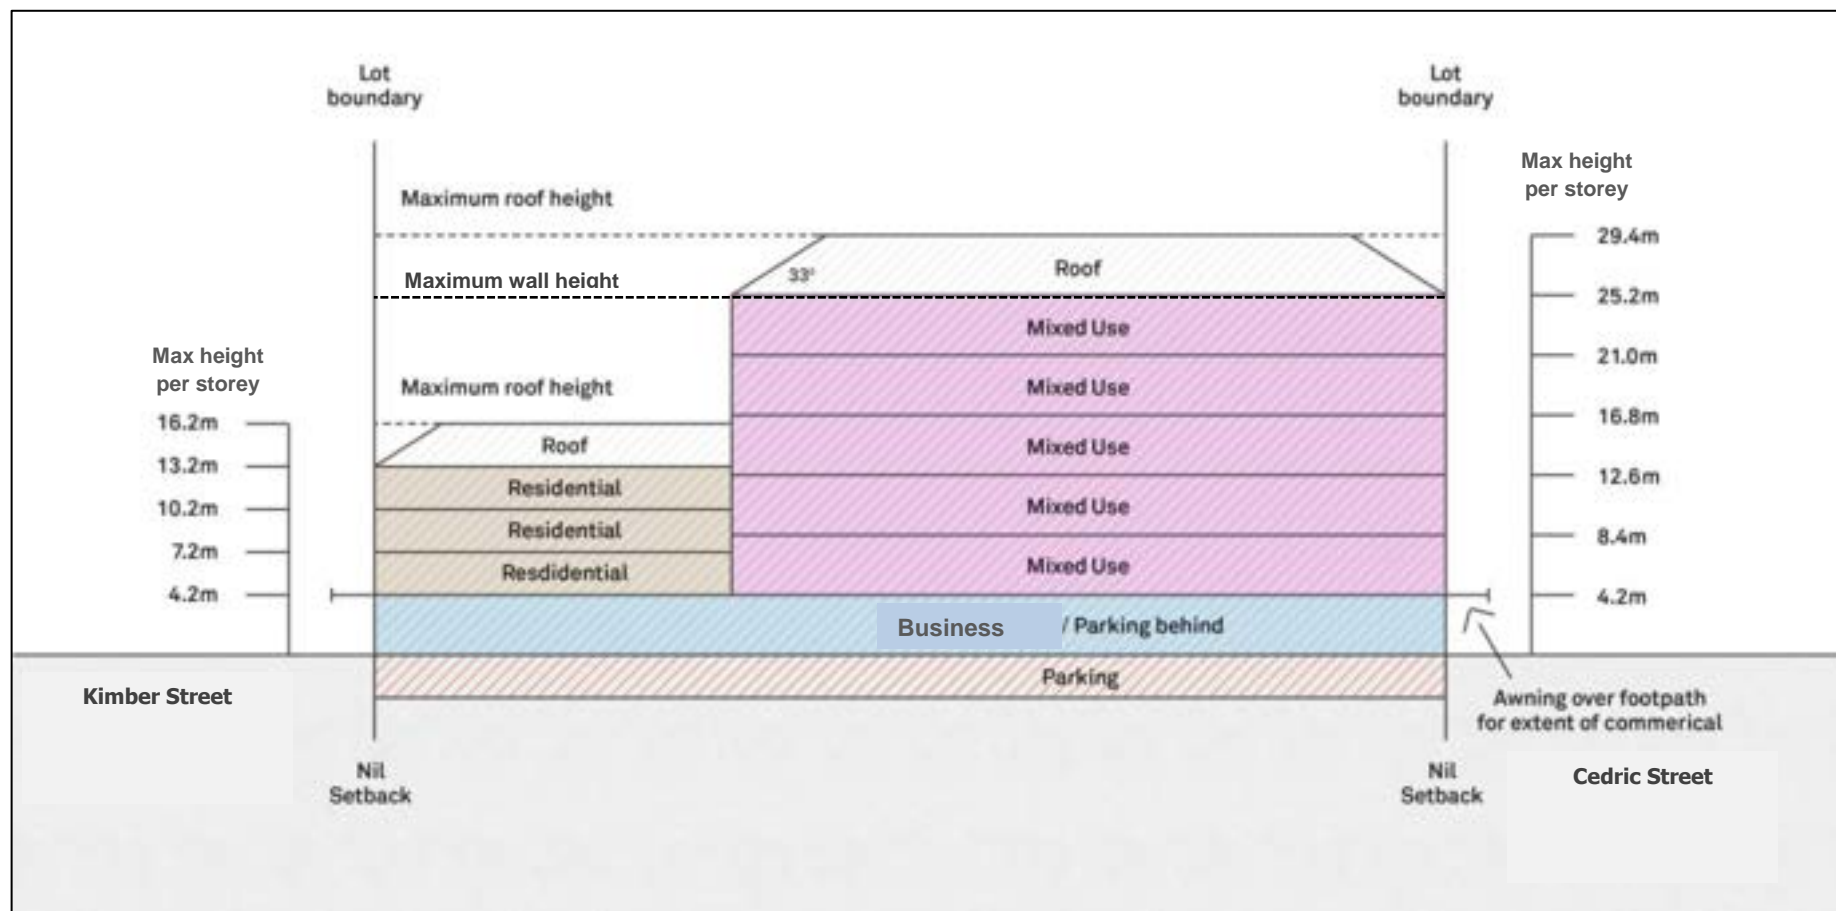 Lot
boundary
Lot
boundary
Max height
per storey
Maximum roof height
29.4m
33°
Roof
Maximum wall height
25.2m
Mixed Use
Max height
per storey
21.0m
Maximum roof height
Mixed Use
16.2m
16.8m
Roof
Mixed Use
13.2m
12.6m
Residential
10.2m
Mixed Use
Residential
8.4m
7.2m
Mixed Use
Resdidential
4.2m
4.2m
Business / Parking behind
Parking
Kimber Street
Awning over footpath
for extent of commerical
Nil
Setback
Nil
Setback
Cedric Street